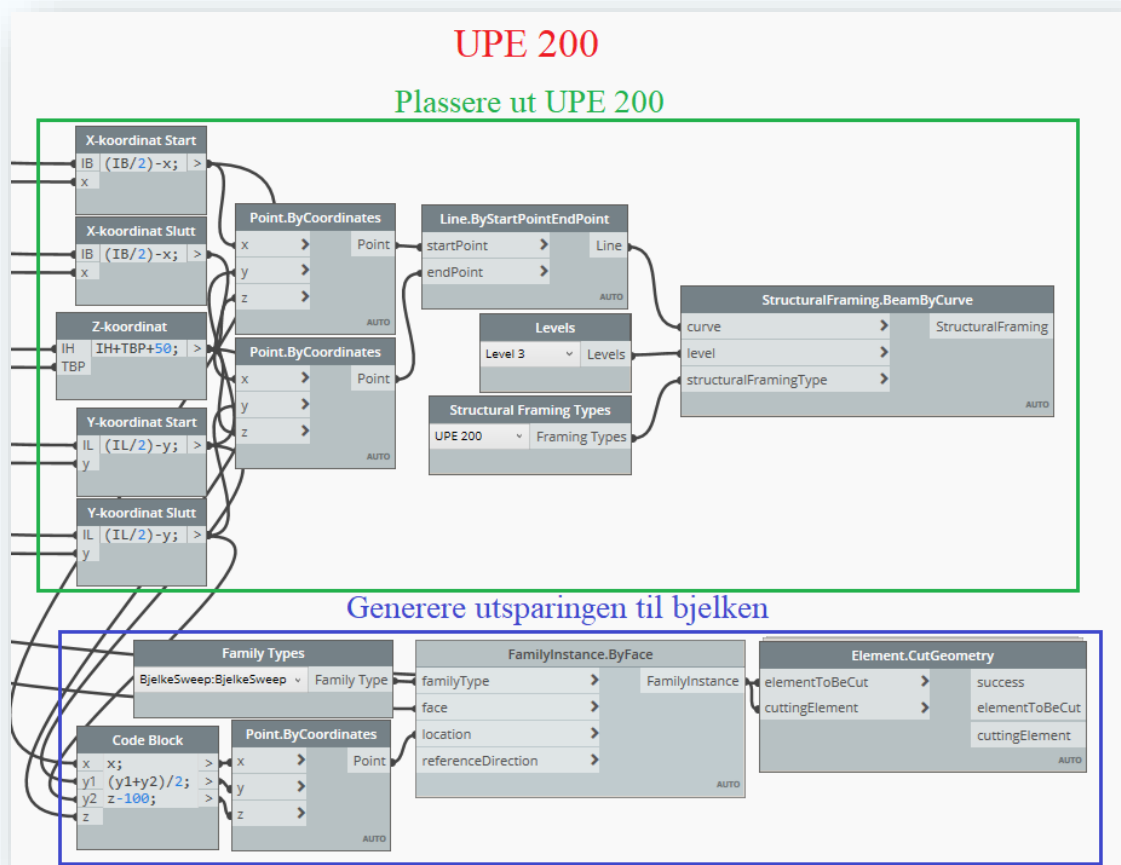 UPE 200
Plassere ut UPE 200
X-koordinat Start
IB (IB/2)-x; >
x
X-koordinat Slutt
IB (IB/2)-x; >
x
Z-koordinat
IH IH+TBP+50; >
TBP
Y-koordinat Start
IL (IL/2)-y; >
y
Y-koordinat Slutt
IL (IL/2)-y; >
y
Point.ByCoordinates
x > Point
y >
z >
AUTO
Point.ByCoordinates
x > Point
y >
z >
AUTO
Line.ByStartPointEndPoint
startPoint > Line
endPoint >
AUTO
Levels
Level 3 Levels
Structural Framing Types
UPE 200 Framing Types
StructuralFraming.BeamByCurve
curve > StructuralFraming
level >
structuralFramingType >
AUTO
Generere utsparingen til bjelken
Family Types
BjelkeSweep:BjelkeSweep Family Type
Code Block
x x; >
y1 (y1+y2)/2; >
y2 z-100; >
z
Point.ByCoordinates
x > Point
y >
z >
AUTO
FamilyInstance.ByFace
familyType > FamilyInstance
face >
location >
referenceDirection >
AUTO
Element.CutGeometry
elementToBeCut > success
cuttingElement > elementToBeCut
cuttingElement
AUTO